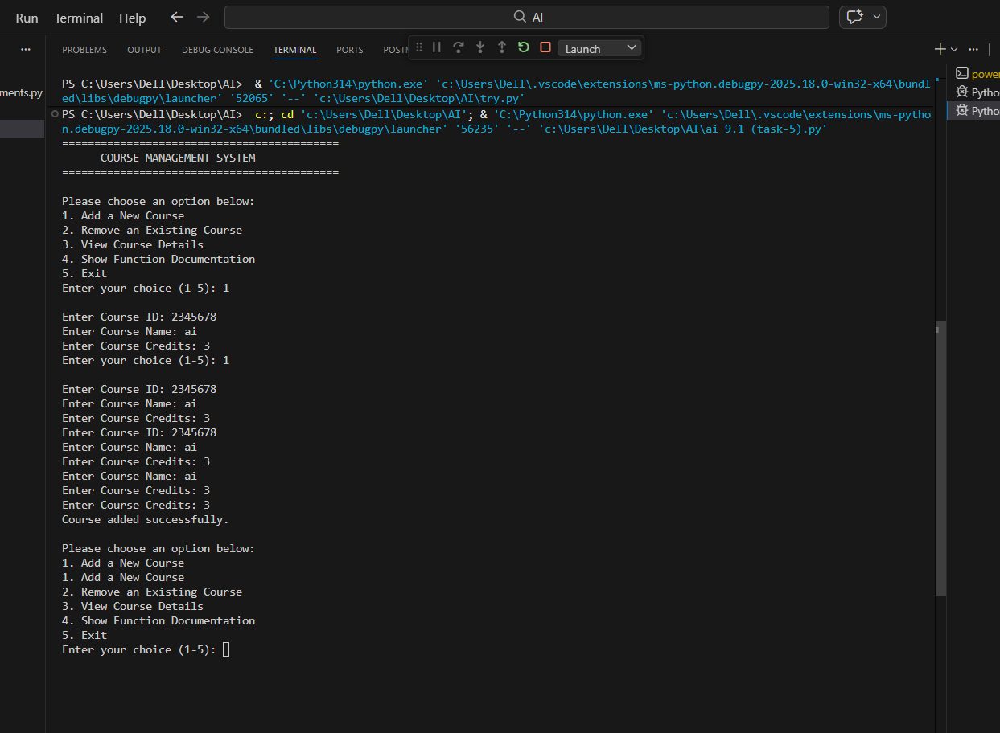 Run Terminal Help AI
PROBLEMS OUTPUT DEBUG CONSOLE TERMINAL PORTS POSTM Launch
ments.py
power
Pytho
Pytho
PS C:\Users\Dell\Desktop\AI> & 'C:\Python314\python.exe' 'c:\Users\Dell\.vscode\extensions\ms-python.debugpy-2025.18.0-win32-x64\bundl
ed\libs\debugpy\launcher' '52065' '--' 'c:\Users\Dell\Desktop\AI\try.py'
PS C:\Users\Dell\Desktop\AI> c:; cd 'c:\Users\Dell\Desktop\AI'; & 'C:\Python314\python.exe' 'c:\Users\Dell\.vscode\extensions\ms-pytho
n.debugpy-2025.18.0-win32-x64\bundled\libs\debugpy\launcher' '56235' '--' 'c:\Users\Dell\Desktop\AI\ai 9.1 (task-5).py'
===========================================
COURSE MANAGEMENT SYSTEM
===========================================
Please choose an option below:
1. Add a New Course
2. Remove an Existing Course
3. View Course Details
4. Show Function Documentation
5. Exit
Enter your choice (1-5): 1
Enter Course ID: 2345678
Enter Course Name: ai
Enter Course Credits: 3
Enter your choice (1-5): 1
Enter Course ID: 2345678
Enter Course Name: ai
Enter Course Credits: 3
Enter Course ID: 2345678
Enter Course Name: ai
Enter Course Credits: 3
Enter Course Name: ai
Enter Course Credits: 3
Enter Course Credits: 3
Course added successfully.
Please choose an option below:
1. Add a New Course
1. Add a New Course
2. Remove an Existing Course
3. View Course Details
4. Show Function Documentation
5. Exit
Enter your choice (1-5):